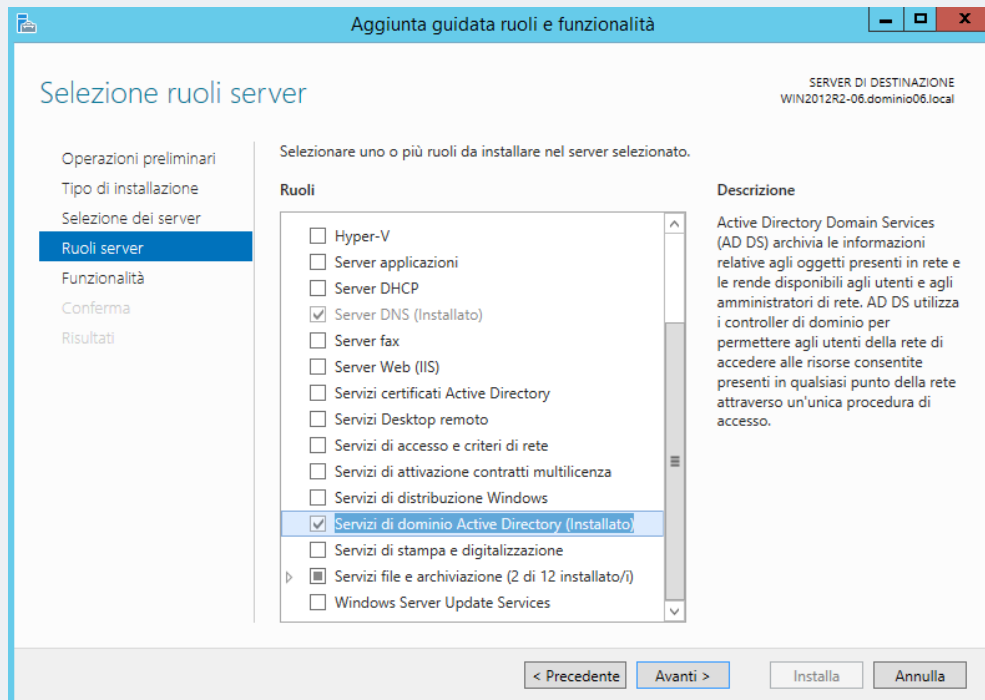 Aggiunta guidata ruoli e funzionalità
Selezione ruoli server
SERVER DI DESTINAZIONE
WIN2012R2-06.dominio06.local
Operazioni preliminari
Tipo di installazione
Selezione dei server
Ruoli server
Funzionalità
Conferma
Risultati
Selezionare uno o più ruoli da installare nel server selezionato.
Ruoli
Hyper-V
Server applicazioni
Server DHCP
Server DNS (Installato)
Server fax
Server Web (IIS)
Servizi certificati Active Directory
Servizi Desktop remoto
Servizi di accesso e criteri di rete
Servizi di attivazione contratti multilicenza
Servizi di distribuzione Windows
Servizi di dominio Active Directory (Installato)
Servizi di stampa e digitalizzazione
Servizi file e archiviazione (2 di 12 installato/i)
Windows Server Update Services
Descrizione
Active Directory Domain Services
(AD DS) archivia le informazioni
relative agli oggetti presenti in rete e
le rende disponibili agli utenti e agli
amministratori di rete. AD DS utilizza
i controller di dominio per
permettere agli utenti della rete di
accedere alle risorse consentite
presenti in qualsiasi punto della rete
attraverso un'unica procedura di
accesso.
< Precedente
Avanti >
Installa
Annulla